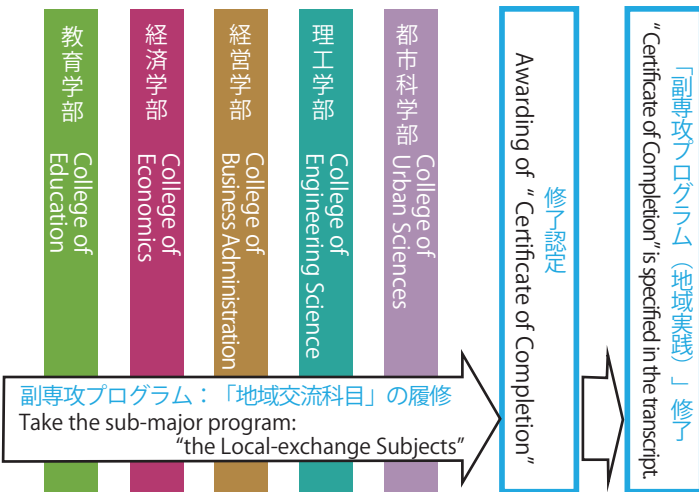 教育学部
College of
Education
経済学部
College of
Economics
経営学部
College of
Business Administration
理工学部
College of
Engineering Science
都市科学部
College of
Urban Sciences
副専攻プログラム：「地域交流科目」の履修
Take the sub-major program:
“the Local-exchange Subjects”
修了認定
Awarding of “ Certificate of Completion”
「副専攻プログラム（地域実践）」修了
“Certificate of Completion” is specified in the transcript.